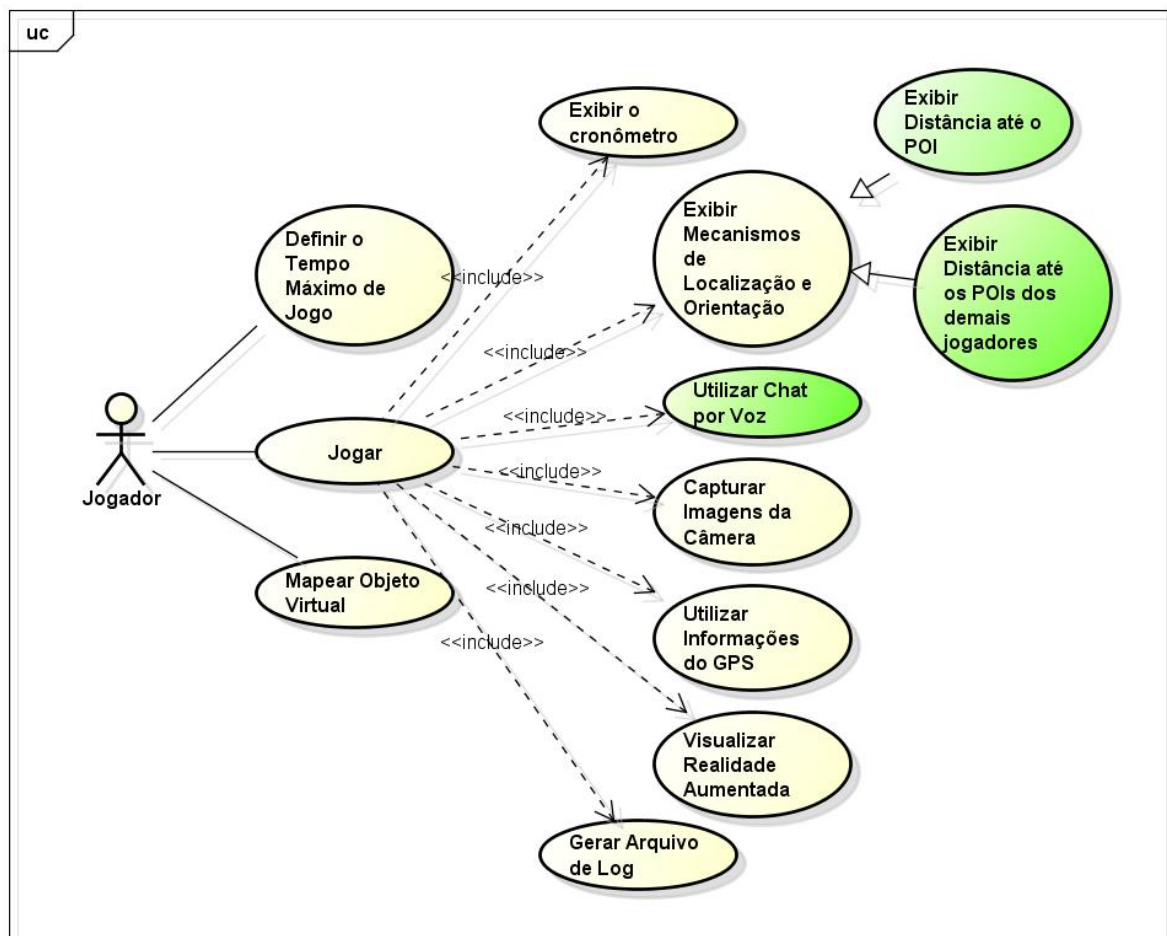 uc
Exibir o
cronômetro
Exibir
Distância até o
POI
Exibir
Mecanismos
de
Localização e
Orientação
Exibir
Distância até
os POIs dos
demais
jogadores
Definir o
Tempo
Máximo de
Jogo
<<include>>
<<include>>
Utilizar Chat
por Voz
<<include>>
Jogar
<<include>>
Capturar
Imagens da
Câmera
Jogador
<<include>>
Mapear Objeto
Virtual
<<include>>
Utilizar
Informações
do GPS
<<include>>
Visualizar
Realidade
Aumentada
Gerar Arquivo
de Log